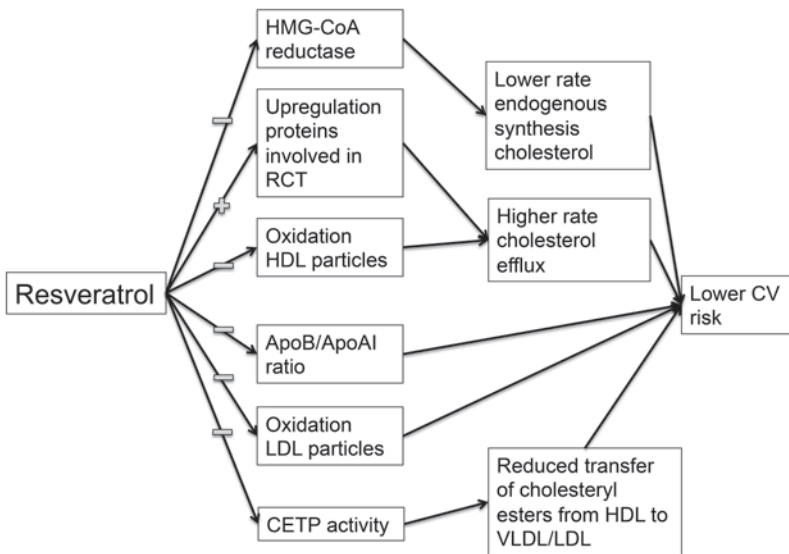 HMG-CoA
reductase
Upregulation
proteins
involved in
RCT
Oxidation
HDL particles
Resveratrol
ApoB/ApoAI
ratio
Oxidation
LDL particles
CETP activity
Lower rate
endogenous
synthesis
cholesterol
Higher rate
cholesterol
efflux
Reduced transfer
of cholesteryl
esters from HDL to
VLDL/LDL
Lower CV
risk